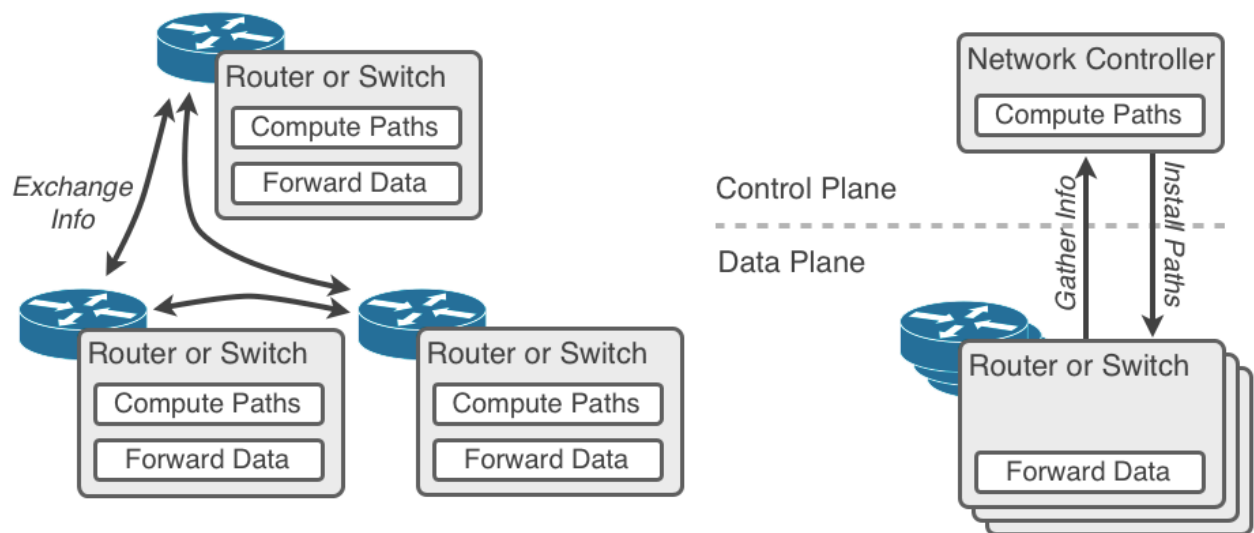 Router or Switch
Compute Paths
Forward Data
Exchange
Info
Router or Switch
Compute Paths
Forward Data
Router or Switch
Compute Paths
Forward Data
Network Controller
Compute Paths
Control Plane
Data Plane
Gather Info
Install Paths
Router or Switch
Forward Data